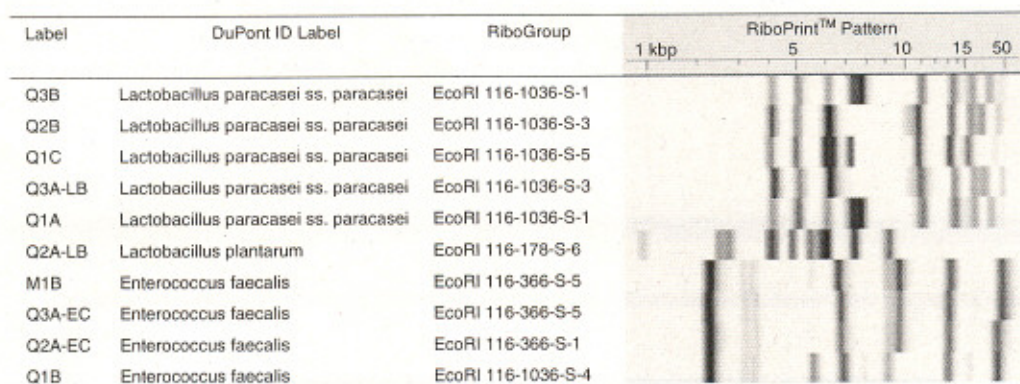 Label DuPont ID Label RiboGroup RiboPrint™ Pattern
1 kbp 5 10 15 50
Q3B Lactobacillus paracasei ss. paracasei EcoRI 116-1036-S-1
Q2B Lactobacillus paracasei ss. paracasei EcoRI 116-1036-S-3
Q1C Lactobacillus paracasei ss. paracasei EcoRI 116-1036-S-5
Q3A-LB Lactobacillus paracasei ss. paracasei EcoRI 116-1036-S-3
Q1A Lactobacillus paracasei ss. paracasei EcoRI 116-1036-S-1
Q2A-LB Lactobacillus plantarum EcoRI 116-178-S-6
M1B Enterococcus faecalis EcoRI 116-366-S-5
Q3A-EC Enterococcus faecalis EcoRI 116-366-S-5
Q2A-EC Enterococcus faecalis EcoRI 116-366-S-1
Q1B Enterococcus faecalis EcoRI 116-1036-S-4